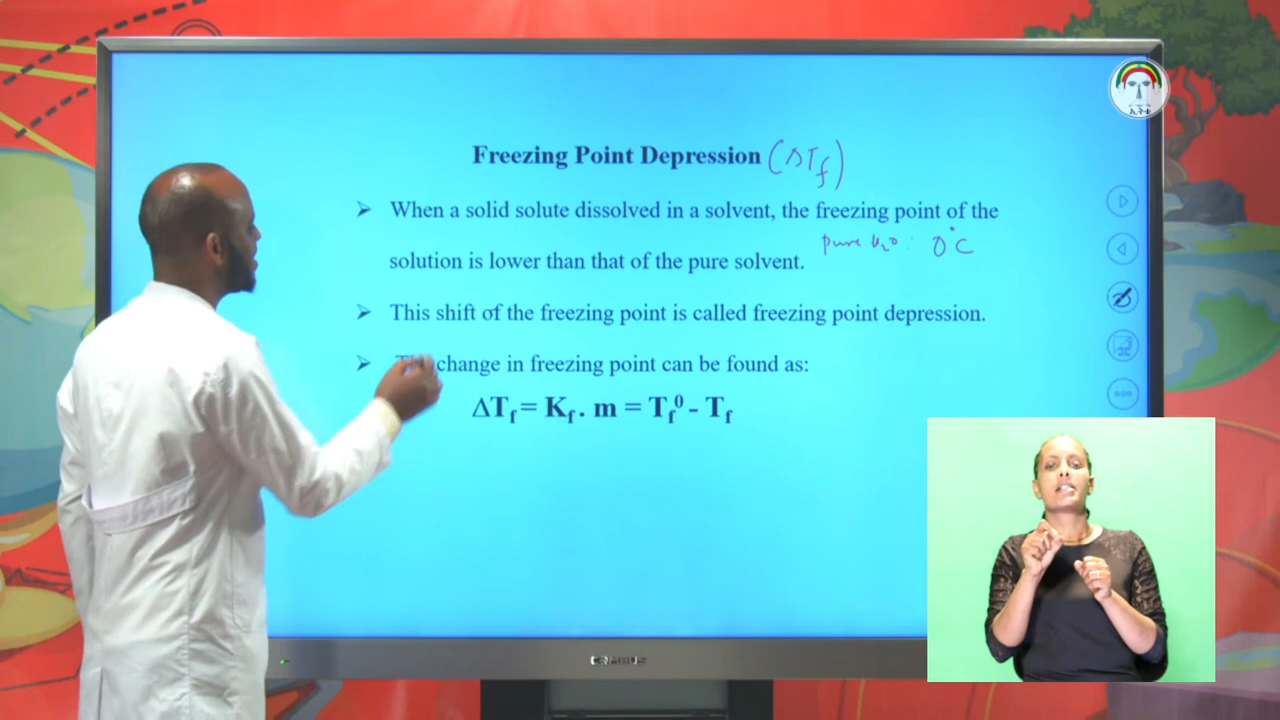 Freezing Point Depression (ΔTf)
➢ When a solid solute dissolved in a solvent, the freezing point of the
pure H₂O: 0°C
solution is lower than that of the pure solvent.
➢ This shift of the freezing point is called freezing point depression.
➢ change in freezing point can be found as:
ΔTf = Kf . m = Tf⁰ - Tf